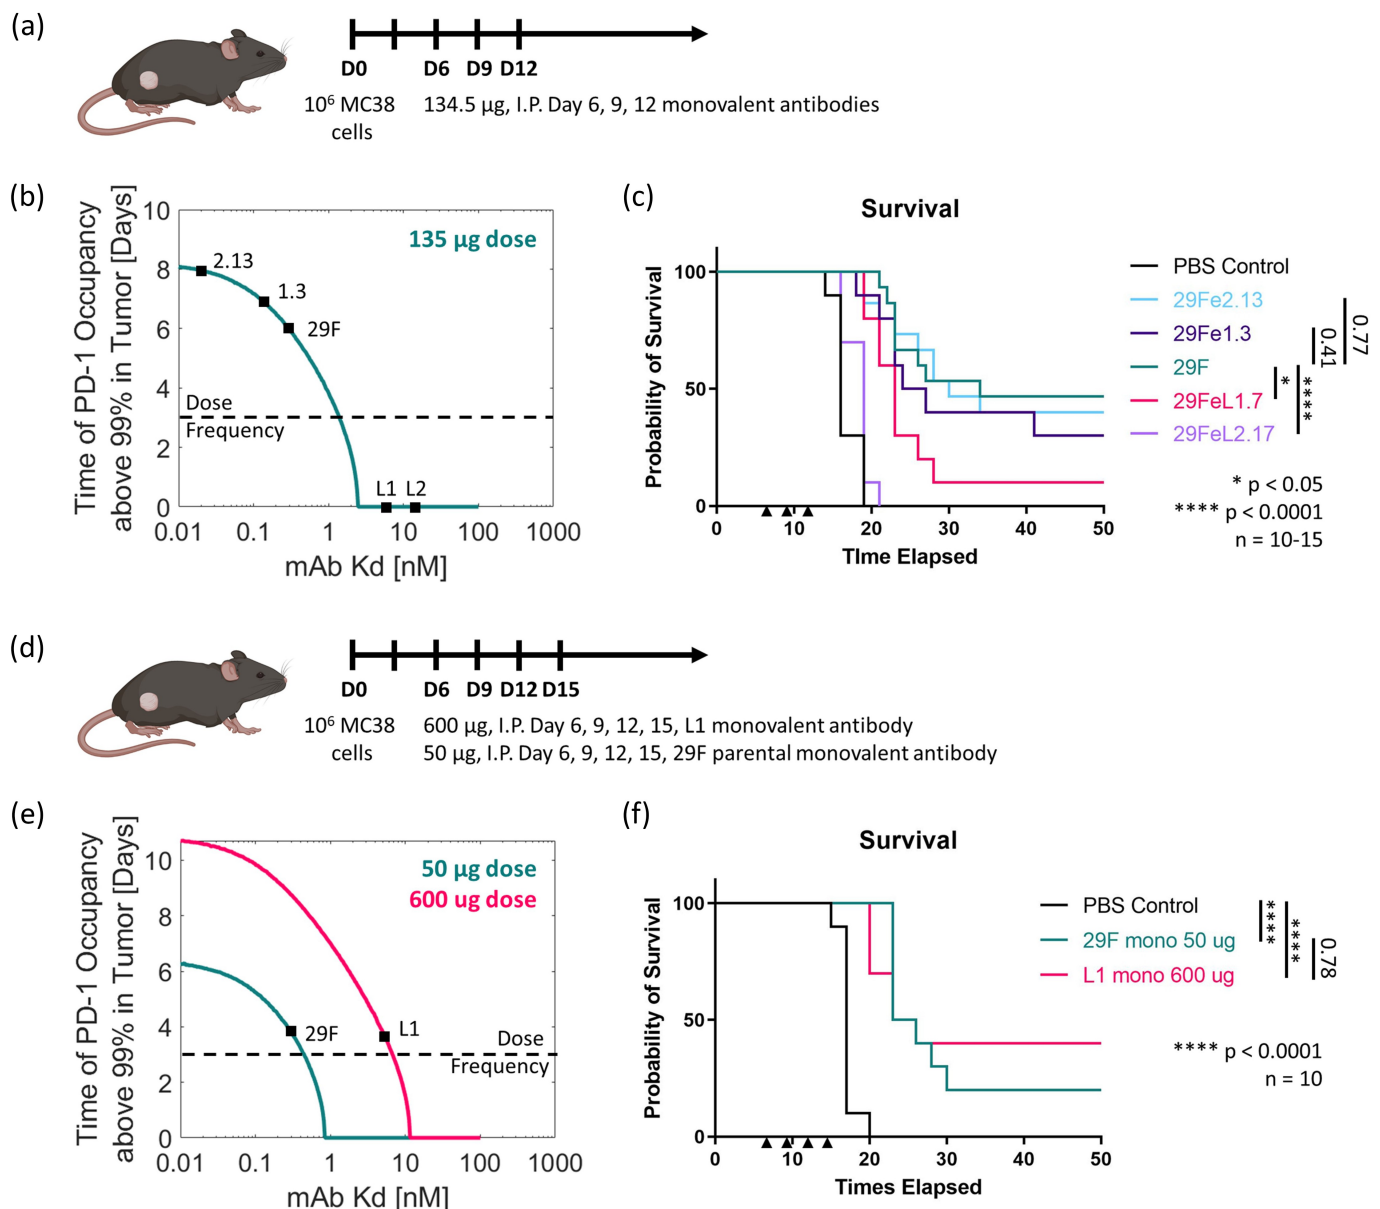 (a)
D0 D6 D9 D12
10⁶ MC38 cells
134.5 µg, I.P. Day 6, 9, 12 monovalent antibodies
(b)
Time of PD-1 Occupancy
above 99% in Tumor [Days]
10
8
6
4
2
0
135 µg dose
2.13
1.3
29F
Dose
Frequency
L1 L2
0.01 0.1 1 10 100 1000
mAb Kd [nM]
(c)
Survival
Probability of Survival
100
50
0
0 10 20 30 40 50
TIme Elapsed
PBS Control
29Fe2.13
29Fe1.3
29F
29FeL1.7
29FeL2.17
0.77
0.41
*
****
* p < 0.05
**** p < 0.0001
n = 10-15
(d)
D0 D6 D9 D12 D15
10⁶ MC38 cells
600 µg, I.P. Day 6, 9, 12, 15, L1 monovalent antibody
50 µg, I.P. Day 6, 9, 12, 15, 29F parental monovalent antibody
(e)
Time of PD-1 Occupancy
above 99% in Tumor [Days]
10
8
6
4
2
0
50 µg dose
600 ug dose
29F
L1
Dose
Frequency
0.01 0.1 1 10 100 1000
mAb Kd [nM]
(f)
Survival
Probability of Survival
100
50
0
0 10 20 30 40 50
Times Elapsed
PBS Control
29F mono 50 ug
L1 mono 600 ug
****
****
0.78
**** p < 0.0001
n = 10